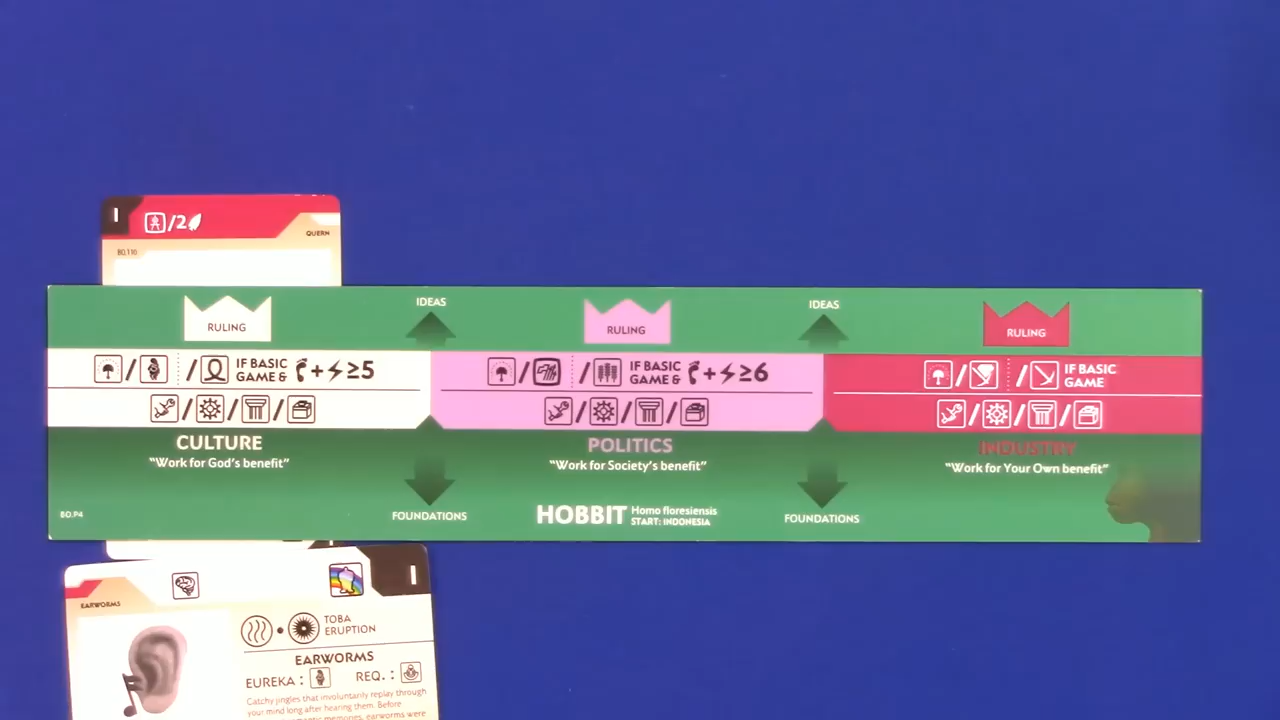 I
/2
QUERN
BO.110
IDEAS
IDEAS
RULING
RULING
RULING
/ / IF BASIC GAME & + ≥5
/ / IF BASIC GAME & + ≥6
/ / IF BASIC GAME
/ / /
/ / /
/ / /
CULTURE
POLITICS
INDUSTRY
"Work for God's benefit"
"Work for Society's benefit"
"Work for Your Own benefit"
BO.P4
FOUNDATIONS
HOBBIT Homo floresiensis
START: INDONESIA
FOUNDATIONS
I
EARWORMS
TOBA
ERUPTION
EARWORMS
EUREKA : REQ. :
Catchy jingles that involuntarily replay through
your mind long after hearing them. Before
memories, earworms were